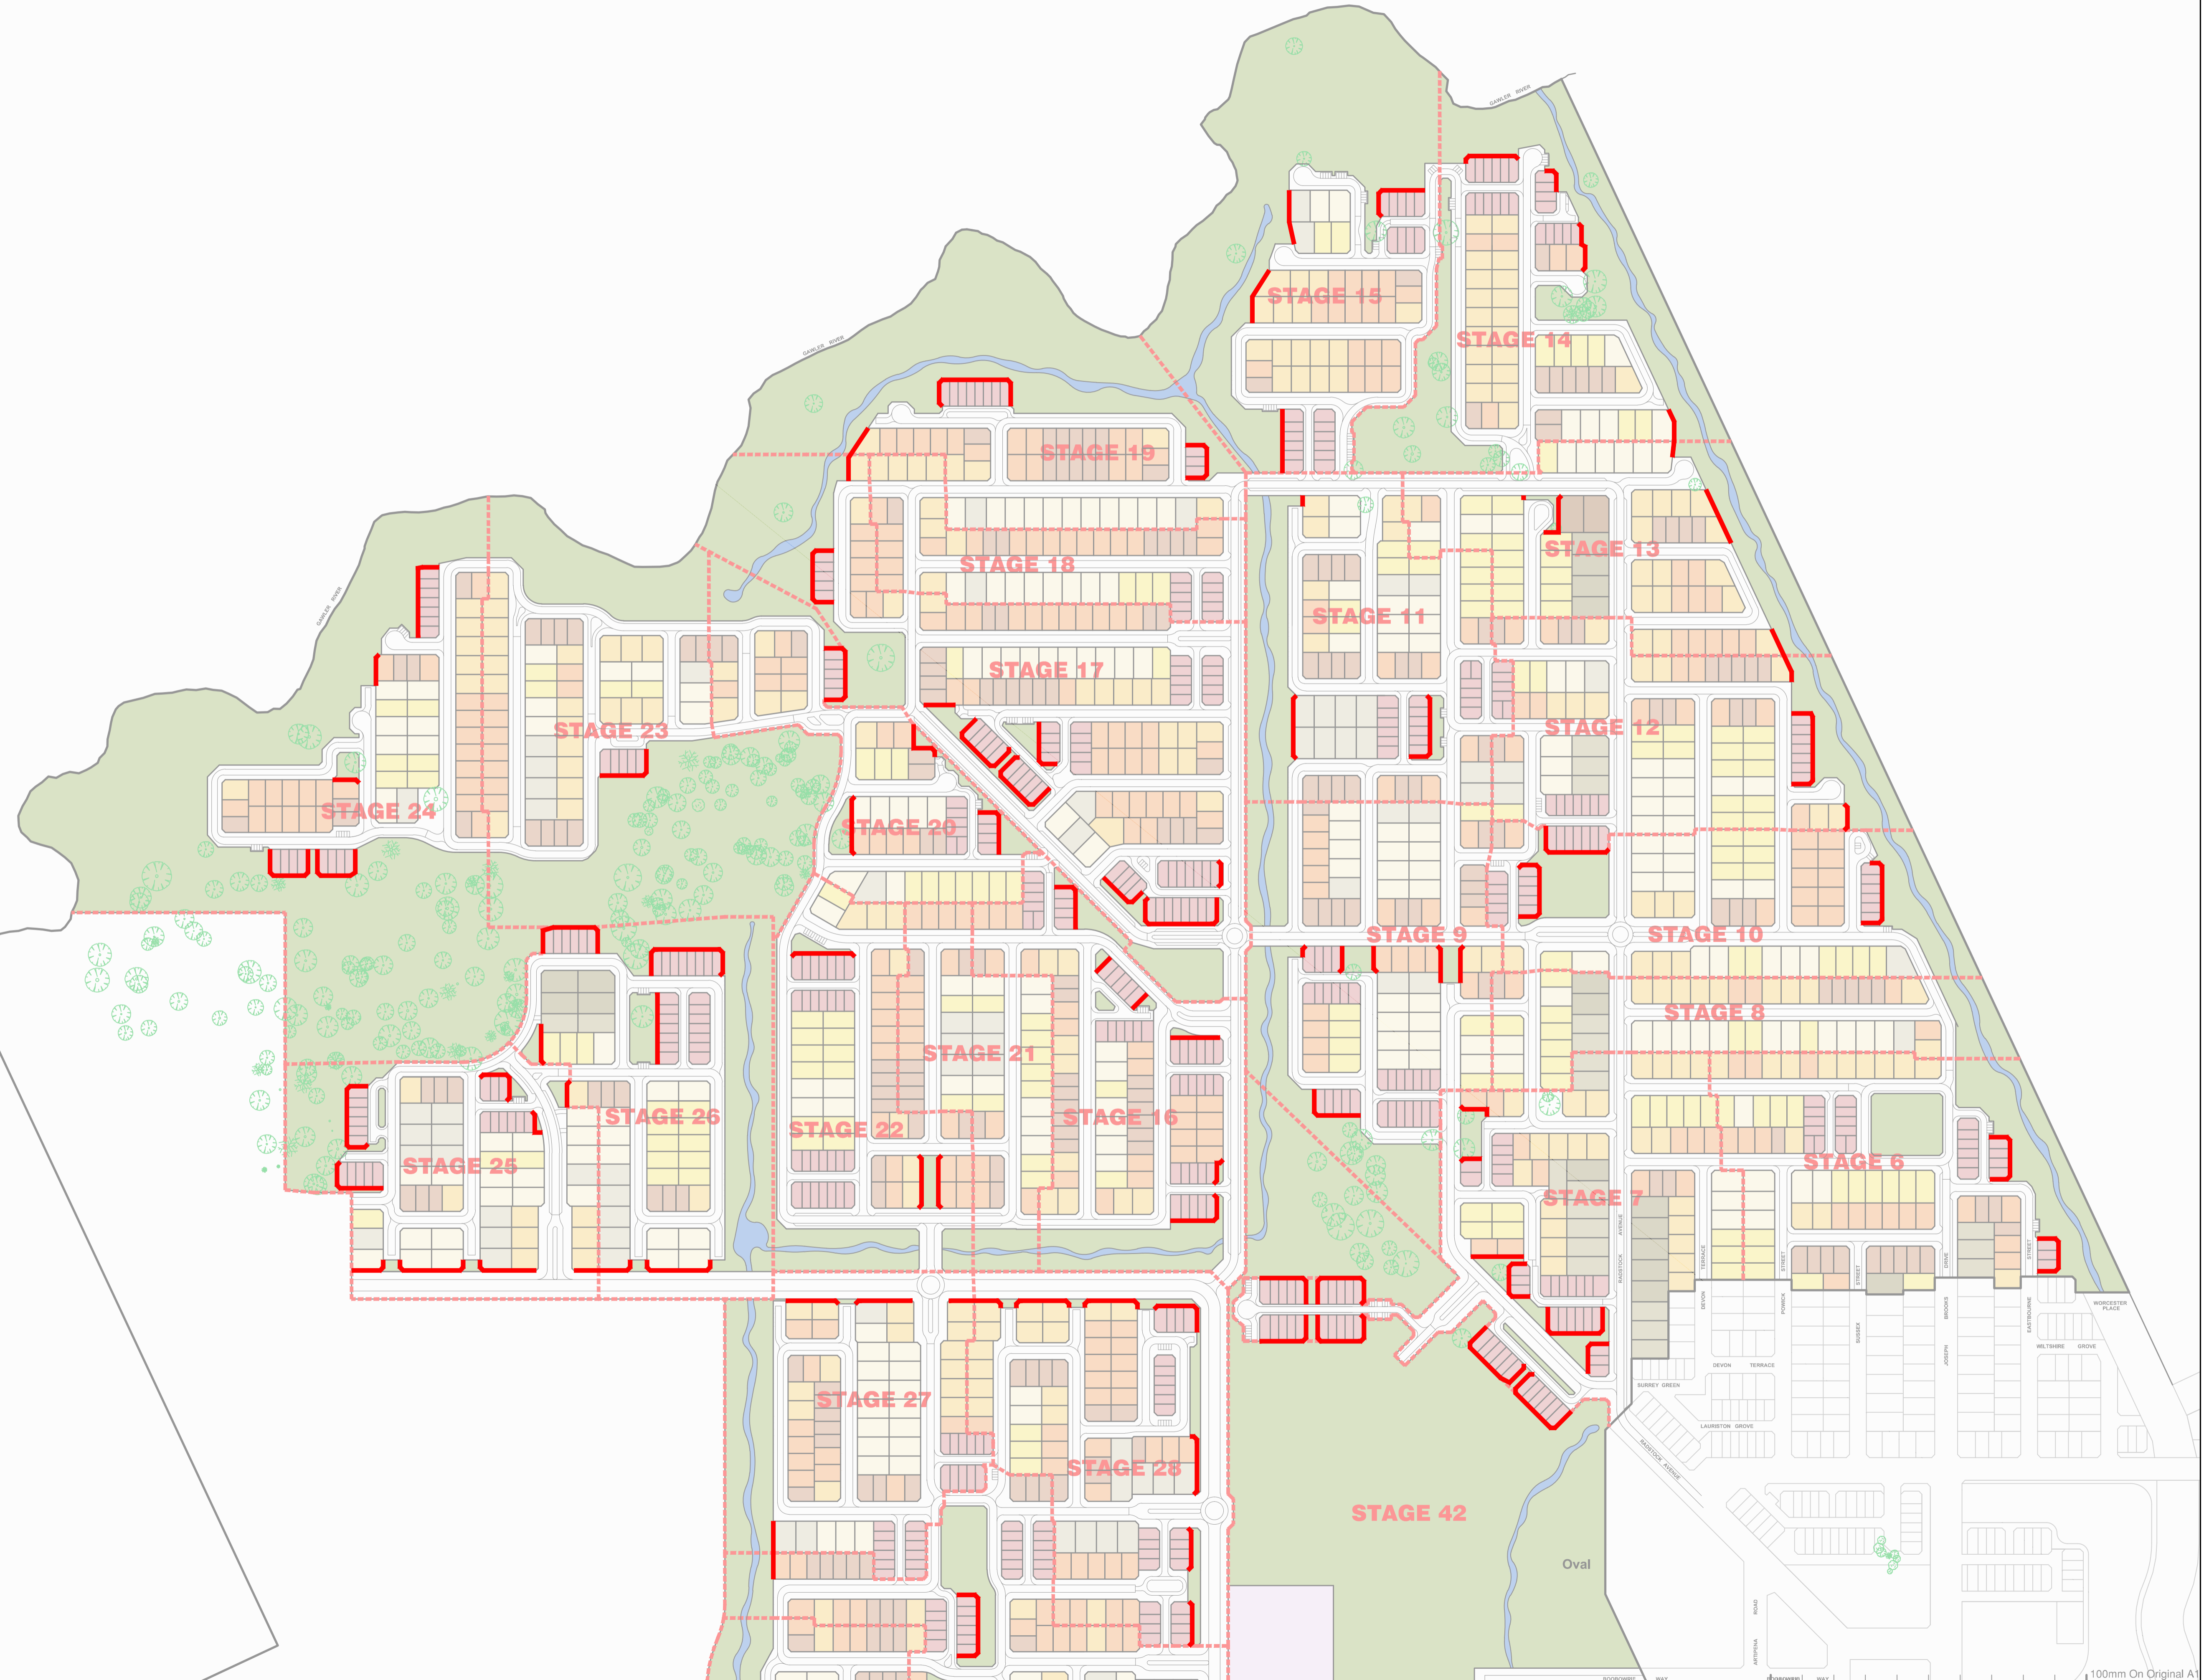 GAWLER RIVER
STAGE 15
STAGE 14
GAWLER RIVER
STAGE 19
STAGE 13
STAGE 18
GAWLER RIVER
STAGE 11
STAGE 17
STAGE 23
STAGE 12
STAGE 24
STAGE 20
STAGE 9
STAGE 10
STAGE 8
STAGE 21
STAGE 26
STAGE 22
STAGE 16
STAGE 25
STAGE 6
STAGE 7
RADSTOCK AVENUE
DEVON TERRACE
POWICK STREET
SUSSEX STREET
JOSEPH BROOKS DRIVE
EASTBOURNE STREET
WORCESTER
PLACE
WILTSHIRE GROVE
DEVON TERRACE
SURREY GREEN
STAGE 27
LAURISTON GROVE
RADSTOCK AVENUE
STAGE 28
STAGE 42
Oval
ARTIPENA ROAD
100mm On Original A1